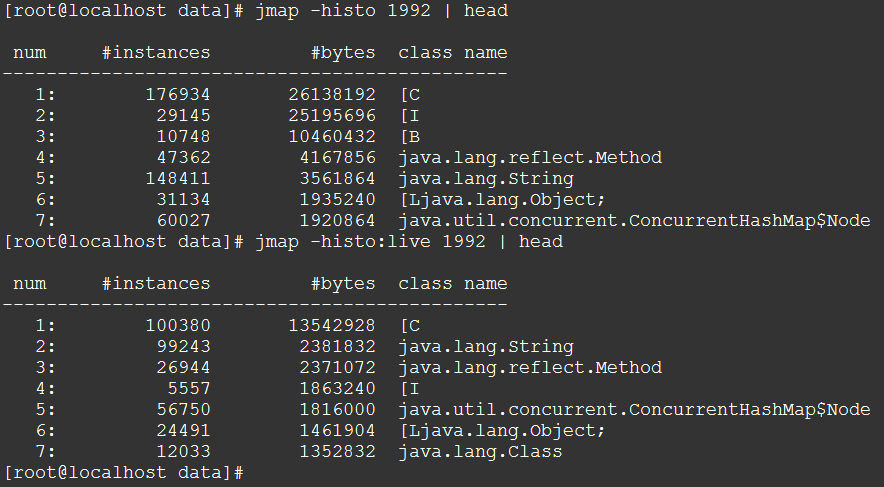 [root@localhost data]# jmap -histo 1992 | head
num #instances #bytes class name
----------------------------------------------
1: 176934 26138192 [C
2: 29145 25195696 [I
3: 10748 10460432 [B
4: 47362 4167856 java.lang.reflect.Method
5: 148411 3561864 java.lang.String
6: 31134 1935240 [Ljava.lang.Object;
7: 60027 1920864 java.util.concurrent.ConcurrentHashMap$Node
[root@localhost data]# jmap -histo:live 1992 | head
num #instances #bytes class name
----------------------------------------------
1: 100380 13542928 [C
2: 99243 2381832 java.lang.String
3: 26944 2371072 java.lang.reflect.Method
4: 5557 1863240 [I
5: 56750 1816000 java.util.concurrent.ConcurrentHashMap$Node
6: 24491 1461904 [Ljava.lang.Object;
7: 12033 1352832 java.lang.Class
[root@localhost data]#